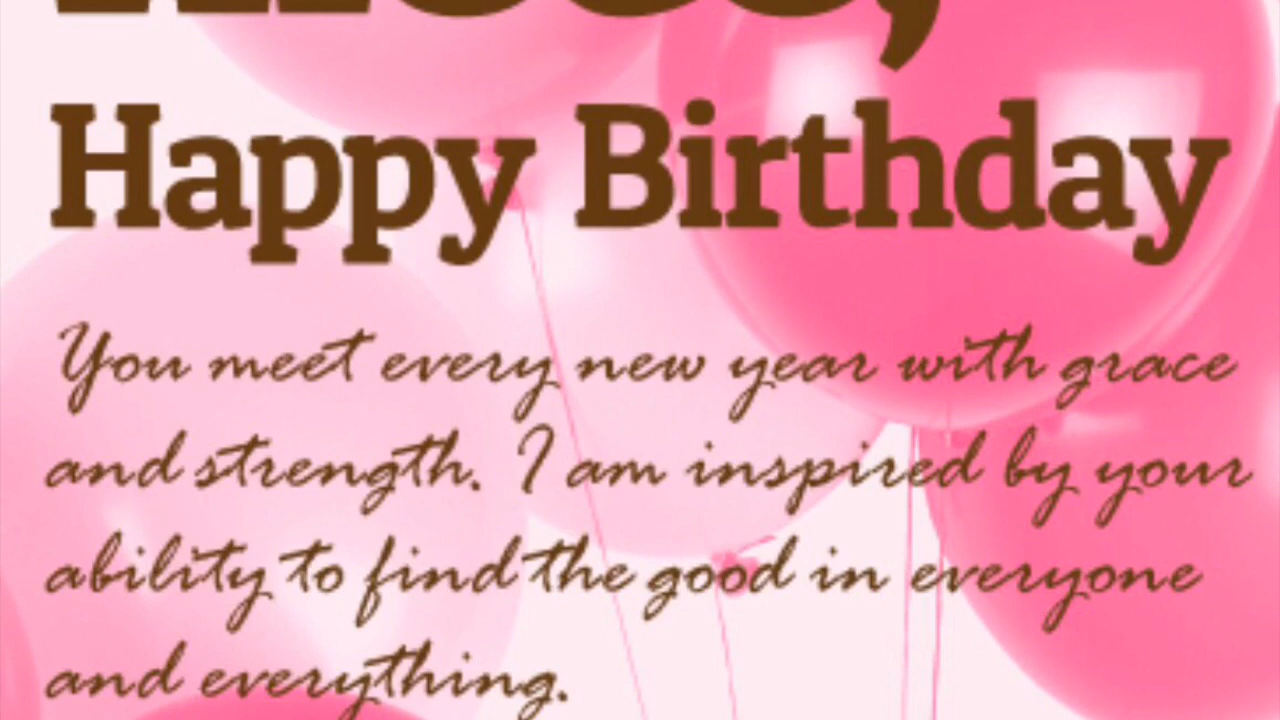 Happy Birthday
You meet every new year with grace
and strength. I am inspired by your
ability to find the good in everyone
and everything.